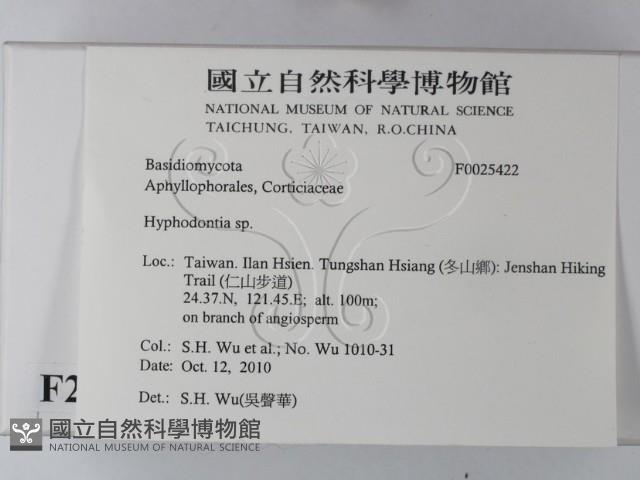 國立自然科學博物館
NATIONAL MUSEUM OF NATURAL SCIENCE
TAICHUNG, TAIWAN, R.O.CHINA
Basidiomycota F0025422
Aphyllophorales, Corticiaceae
Hyphodontia sp.
Loc.: Taiwan. Ilan Hsien. Tungshan Hsiang (冬山鄉): Jenshan Hiking
Trail (仁山步道)
24.37.N, 121.45.E; alt. 100m;
on branch of angiosperm
Col.: S.H. Wu et al.; No. Wu 1010-31
Date: Oct. 12, 2010
Det.: S.H. Wu(吳聲華)
F2
國立自然科學博物館
NATIONAL MUSEUM OF NATURAL SCIENCE